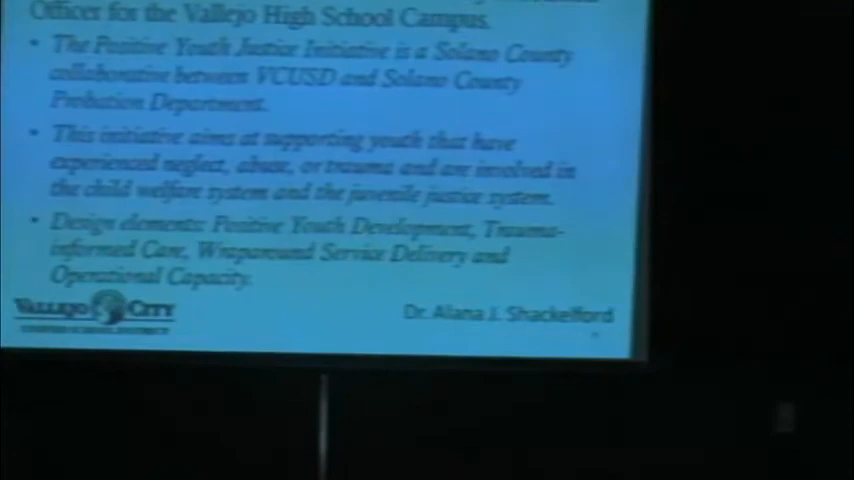 Officer for the Vallejo High School Campus.
• The Positive Youth Justice Initiative is a Solano County
collaborative between VCUSD and Solano County
Probation Department.
• This initiative aims at supporting youth that have
experienced neglect, abuse, or trauma and are involved in
the child welfare system and the juvenile justice system.
• Design elements: Positive Youth Development, Trauma-
informed Care, Wraparound Service Delivery and
Operational Capacity.
VALLEJO CITY
UNIFIED SCHOOL DISTRICT
Dr. Alana J. Shackelford